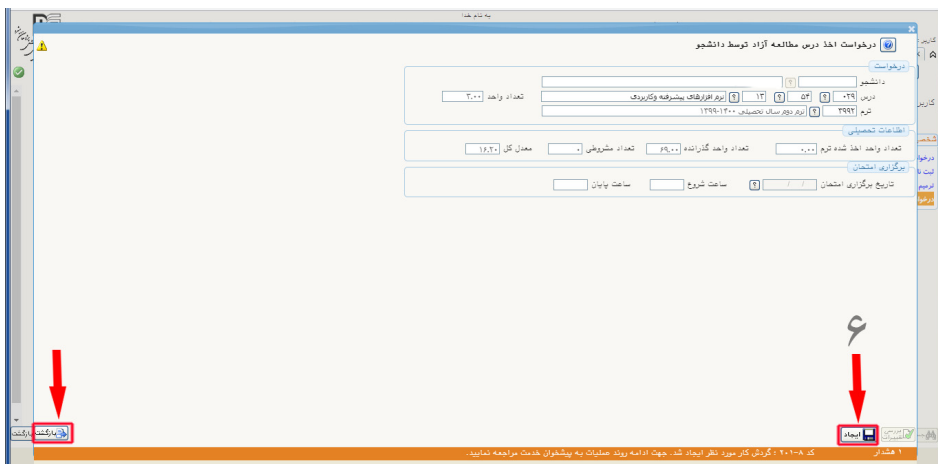 به نام خدا
درخواست اخذ درس مطالعه آزاد توسط دانشجو
درخواست
دانشجو
درس ۰۲۹ ۵۴ ۱۳ نرم افزارهای پیشرفته وکاربردی تعداد واحد ۳.۰۰
ترم ۳۹۹۲ ترم دوم سال تحصیلی ۱۴۰۰-۱۳۹۹
اطلاعات تحصیلی
تعداد واحد اخذ شده ترم ۰.۰۰ تعداد واحد گذرانده ۶۹.۰۰ تعداد مشروطی ۰ معدل کل ۱۶.۲۰
برگزاری امتحان
تاریخ برگزاری امتحان / / ساعت شروع ساعت پایان
۶
ایجاد
بازگشت
بازگشت
۱ هشدار کد ۸-۲۰۱ : گردش کار مورد نظر ایجاد شد. جهت ادامه روند عملیات به پیشخوان خدمت مراجعه نمایید.